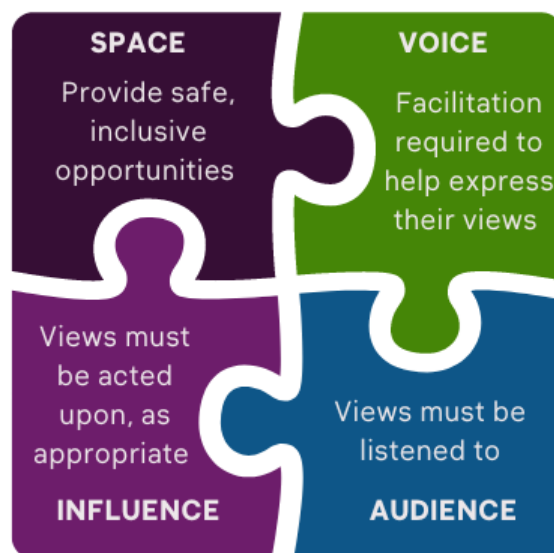 SPACE
Provide safe,
inclusive
opportunities
VOICE
Facilitation
required to
help express
their views
Views must
be acted
upon, as
appropriate
INFLUENCE
Views must be
listened to
AUDIENCE